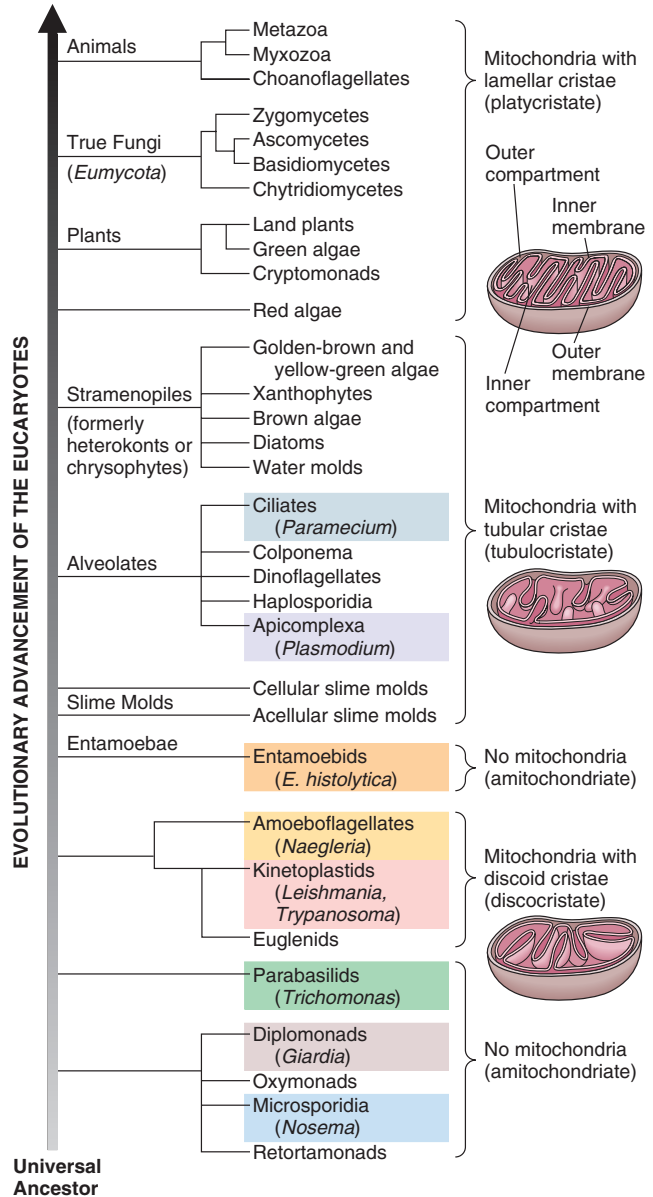 EVOLUTIONARY ADVANCEMENT OF THE EUCARYOTES
Animals
Metazoa
Myxozoa
Choanoflagellates
Mitochondria with
lamellar cristae
(platycristate)
True Fungi
(Eumycota)
Zygomycetes
Ascomycetes
Basidiomycetes
Chytridiomycetes
Outer
compartment
Inner
membrane
Plants
Land plants
Green algae
Cryptomonads
Red algae
Outer
membrane
Inner
compartment
Stramenopiles
(formerly
heterokonts or
chrysophytes)
Golden-brown and
yellow-green algae
Xanthophytes
Brown algae
Diatoms
Water molds
Mitochondria with
tubular cristae
(tubulocristate)
Alveolates
Ciliates
(Paramecium)
Colponema
Dinoflagellates
Haplosporidia
Apicomplexa
(Plasmodium)
Slime Molds
Cellular slime molds
Acellular slime molds
Entamoebae
Entamoebids
(E. histolytica)
No mitochondria
(amitochondriate)
Amoeboflagellates
(Naegleria)
Kinetoplastids
(Leishmania,
Trypanosoma)
Euglenids
Mitochondria with
discoid cristae
(discocristate)
Parabasilids
(Trichomonas)
Diplomonads
(Giardia)
Oxymonads
Microsporidia
(Nosema)
Retortamonads
No mitochondria
(amitochondriate)
Universal
Ancestor